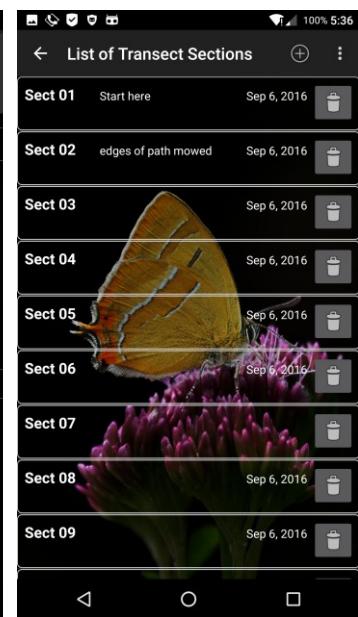 100% 5:36
List of Transect Sections
Sect 01 Start here Sep 6, 2016
Sect 02 edges of path mowed Sep 6, 2016
Sect 03 Sep 6, 2016
Sect 04 Sep 6, 2016
Sect 05 Sep 6, 2016
Sect 06 Sep 6, 2016
Sect 07
Sect 08 Sep 6, 2016
Sect 09 Sep 6, 2016